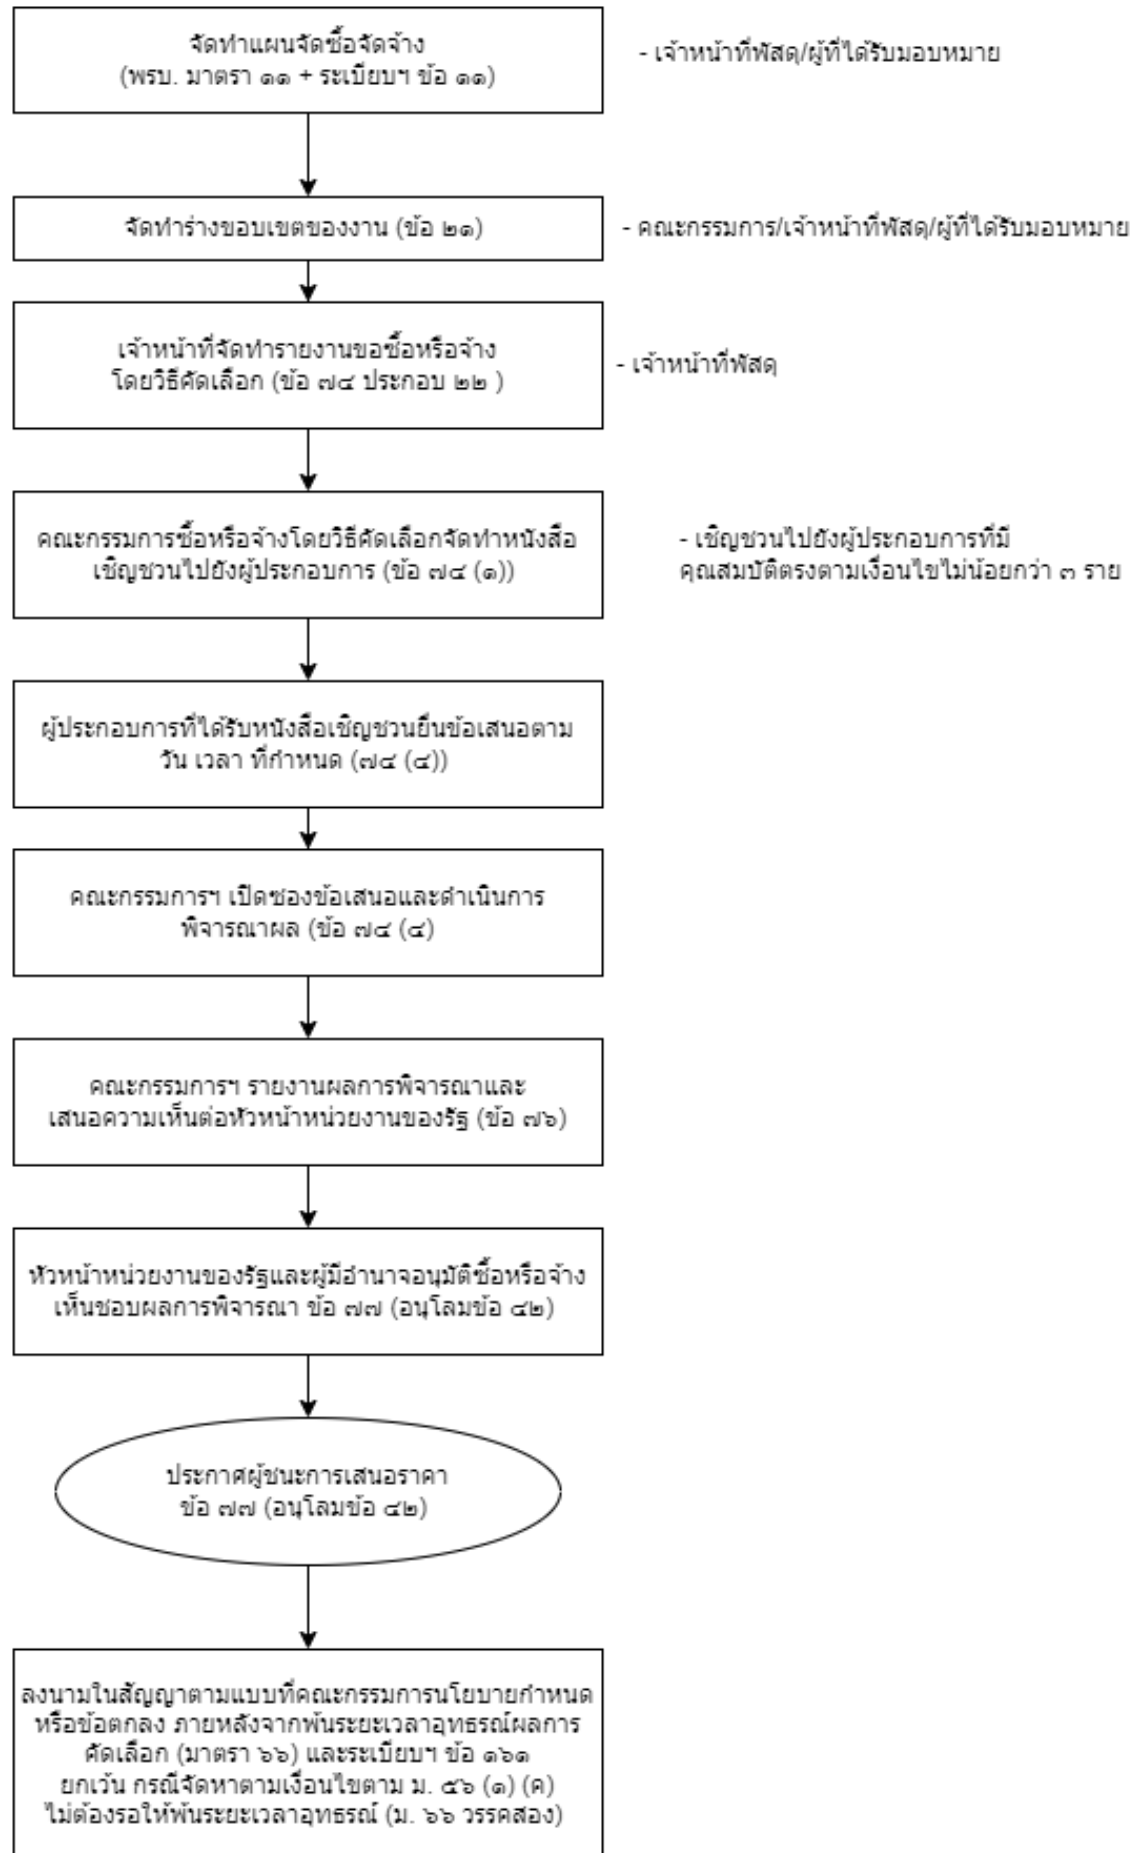 จัดทำแผนจัดซื้อจัดจ้าง
(พรบ. มาตรา ๑๑ + ระเบียบฯ ข้อ ๑๑)
- เจ้าหน้าที่พัสดุ/ผู้ที่ได้รับมอบหมาย
จัดทำร่างขอบเขตของงาน (ข้อ ๒๑)
- คณะกรรมการ/เจ้าหน้าที่พัสดุ/ผู้ที่ได้รับมอบหมาย
เจ้าหน้าที่จัดทำรายงานขอซื้อหรือจ้าง
โดยวิธีคัดเลือก (ข้อ ๗๔ ประกอบ ๒๒ )
- เจ้าหน้าที่พัสดุ
คณะกรรมการซื้อหรือจ้างโดยวิธีคัดเลือกจัดทำหนังสือ
เชิญชวนไปยังผู้ประกอบการ (ข้อ ๗๔ (๑))
- เชิญชวนไปยังผู้ประกอบการที่มี
คุณสมบัติตรงตามเงื่อนไขไม่น้อยกว่า ๓ ราย
ผู้ประกอบการที่ได้รับหนังสือเชิญชวนยื่นข้อเสนอตาม
วัน เวลา ที่กำหนด (๗๔ (๔))
คณะกรรมการฯ เปิดซองข้อเสนอและดำเนินการ
พิจารณาผล (ข้อ ๗๔ (๔)
คณะกรรมการฯ รายงานผลการพิจารณาและ
เสนอความเห็นต่อหัวหน้าหน่วยงานของรัฐ (ข้อ ๗๖)
หัวหน้าหน่วยงานของรัฐและผู้มีอำนาจอนุมัติซื้อหรือจ้าง
เห็นชอบผลการพิจารณา ข้อ ๗๗ (อนุโลมข้อ ๔๒)
ประกาศผู้ชนะการเสนอราคา
ข้อ ๗๗ (อนุโลมข้อ ๔๒)
ลงนามในสัญญาตามแบบที่คณะกรรมการนโยบายกำหนด
หรือข้อตกลง ภายหลังจากพ้นระยะเวลาอุทธรณ์ผลการ
คัดเลือก (มาตรา ๖๖) และระเบียบฯ ข้อ ๑๖๑
ยกเว้น กรณีจัดหาตามเงื่อนไขตาม ม. ๕๖ (๑) (ค)
ไม่ต้องรอให้พ้นระยะเวลาอุทธรณ์ (ม. ๖๖ วรรคสอง)